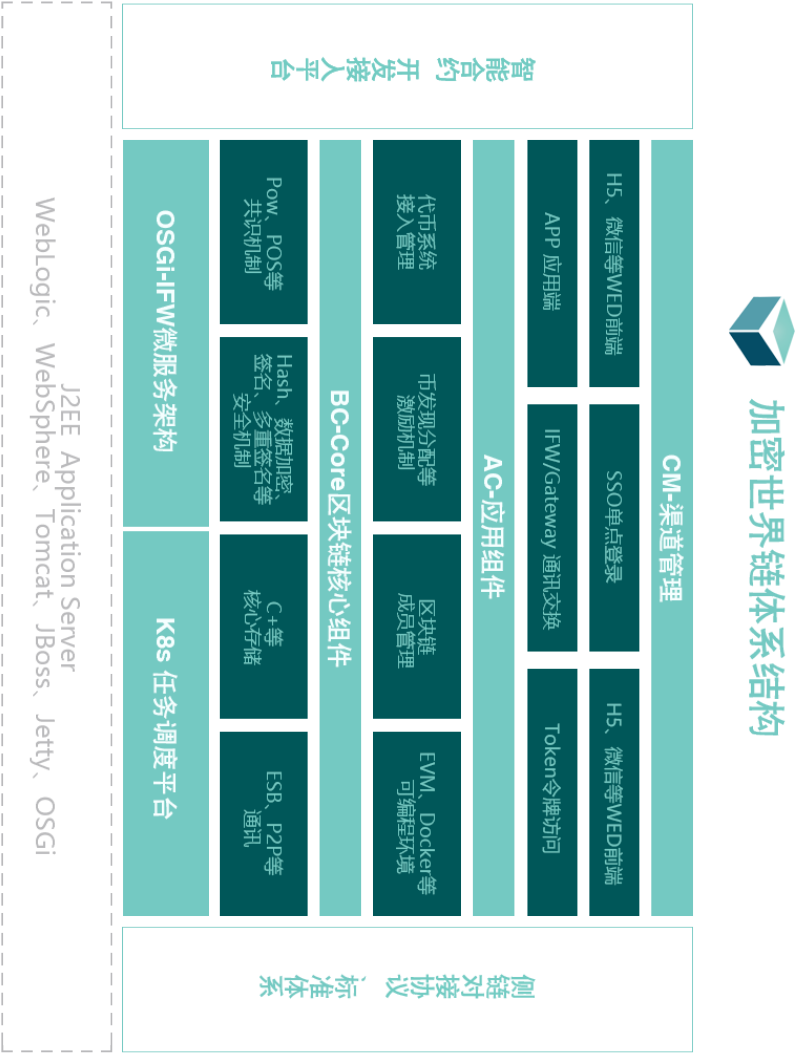 加密世界链体系结构
智能合约 开发接入平台
CM-渠道管理
H5、微信等WED前端
SSO单点登录
H5、微信等WED前端
APP 应用端
IFW/Gateway 通讯交换
Token令牌访问
AC-应用组件
代币系统
接入管理
币发现分配等
激励机制
区块链
成员管理
EVM、Docker等
可编程环境
BC-Core区块链核心组件
Pow、POS等
共识机制
Hash、数据加密、
签名、多重签名等
安全机制
C+等
核心存储
ESB、P2P等
通讯
OSGi-IFW微服务架构
K8s 任务调度平台
侧链对接协议、标准体系
J2EE Application Server
WebLogic、WebSphere、Tomcat、JBoss、Jetty、OSGi